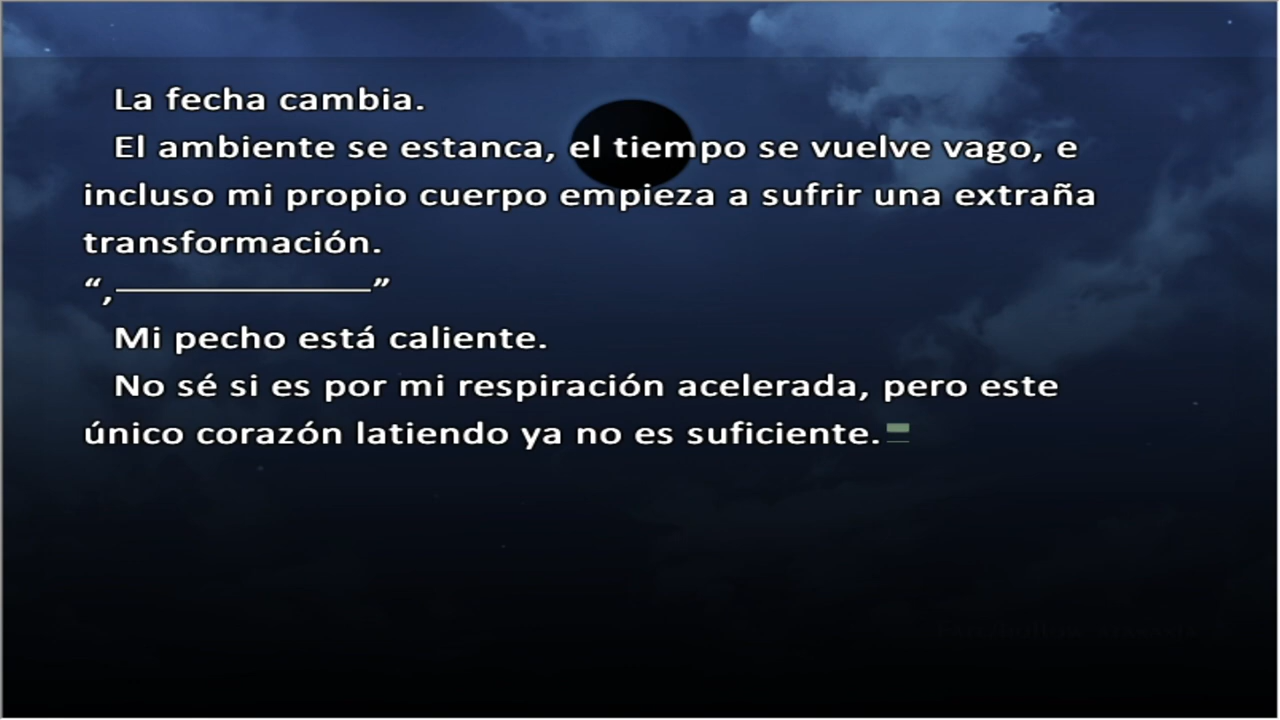 La fecha cambia.
El ambiente se estanca, el tiempo se vuelve vago, e
incluso mi propio cuerpo empieza a sufrir una extraña
transformación.
“,――――――――”
Mi pecho está caliente.
No sé si es por mi respiración acelerada, pero este
único corazón latiendo ya no es suficiente.